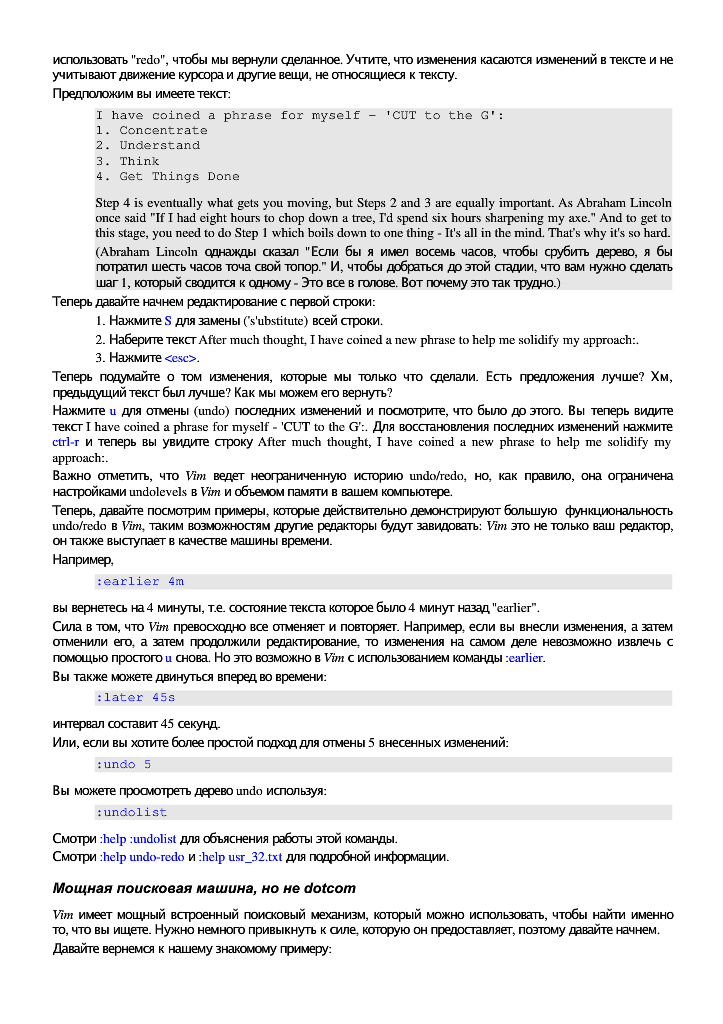 использовать "redo", чтобы мы вернули сделанное. Учтите, что изменения касаются изменений в тексте и не
учитывают движение курсора и другие вещи, не относящиеся к тексту.
Предположим вы имеете текст:
I have coined a phrase for myself - 'CUT to the G':
1. Concentrate
2. Understand
3. Think
4. Get Things Done
Step 4 is eventually what gets you moving, but Steps 2 and 3 are equally important. As Abraham Lincoln
once said "If I had eight hours to chop down a tree, I'd spend six hours sharpening my axe." And to get to
this stage, you need to do Step 1 which boils down to one thing - It's all in the mind. That's why it's so hard.
(Abraham Lincoln однажды сказал "Если бы я имел восемь часов, чтобы срубить дерево, я бы
потратил шесть часов точа свой топор." И, чтобы добраться до этой стадии, что вам нужно сделать
шаг 1, который сводится к одному - Это все в голове. Вот почему это так трудно.)
Теперь давайте начнем редактирование с первой строки:
1. Нажмите S для замены ('s'ubstitute) всей строки.
2. Наберите текст After much thought, I have coined a new phrase to help me solidify my approach:.
3. Нажмите <esc>.
Теперь подумайте о том изменения, которые мы только что сделали. Есть предложения лучше? Хм,
предыдущий текст был лучше? Как мы можем его вернуть?
Нажмите u для отмены (undo) последних изменений и посмотрите, что было до этого. Вы теперь видите
текст I have coined a phrase for myself - 'CUT to the G':. Для восстановления последних изменений нажмите
ctrl-r и теперь вы увидите строку After much thought, I have coined a new phrase to help me solidify my
approach:.
Важно отметить, что Vim ведет неограниченную историю undo/redo, но, как правило, она ограничена
настройками undolevels в Vim и объемом памяти в вашем компьютере.
Теперь, давайте посмотрим примеры, которые действительно демонстрируют большую функциональность
undo/redo в Vim, таким возможностям другие редакторы будут завидовать: Vim это не только ваш редактор,
он также выступает в качестве машины времени.
Например,
:earlier 4m
вы вернетесь на 4 минуты, т.е. состояние текста которое было 4 минут назад "earlier".
Сила в том, что Vim превосходно все отменяет и повторяет. Например, если вы внесли изменения, а затем
отменили его, а затем продолжили редактирование, то изменения на самом деле невозможно извлечь с
помощью простого u снова. Но это возможно в Vim с использованием команды :earlier.
Вы также можете двинуться вперед во времени:
:later 45s
интервал составит 45 секунд.
Или, если вы хотите более простой подход для отмены 5 внесенных изменений:
:undo 5
Вы можете просмотреть дерево undo используя:
:undolist
Смотри :help :undolist для объяснения работы этой команды.
Смотри :help undo-redo и :help usr_32.txt для подробной информации.
Мощная поисковая машина, но не dotcom
Vim имеет мощный встроенный поисковый механизм, который можно использовать, чтобы найти именно
то, что вы ищете. Нужно немного привыкнуть к силе, которую он предоставляет, поэтому давайте начнем.
Давайте вернемся к нашему знакомому примеру: